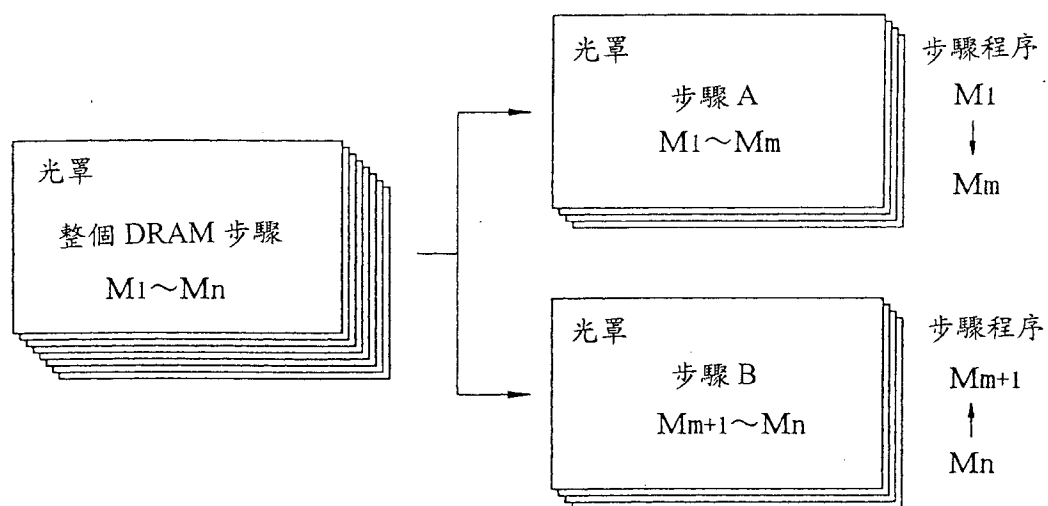 光罩
整個 DRAM 步驟
M1～Mn
光罩
步驟 A
M1～Mm
步驟程序
M1
Mm
光罩
步驟 B
Mm+1～Mn
步驟程序
Mm+1
Mn